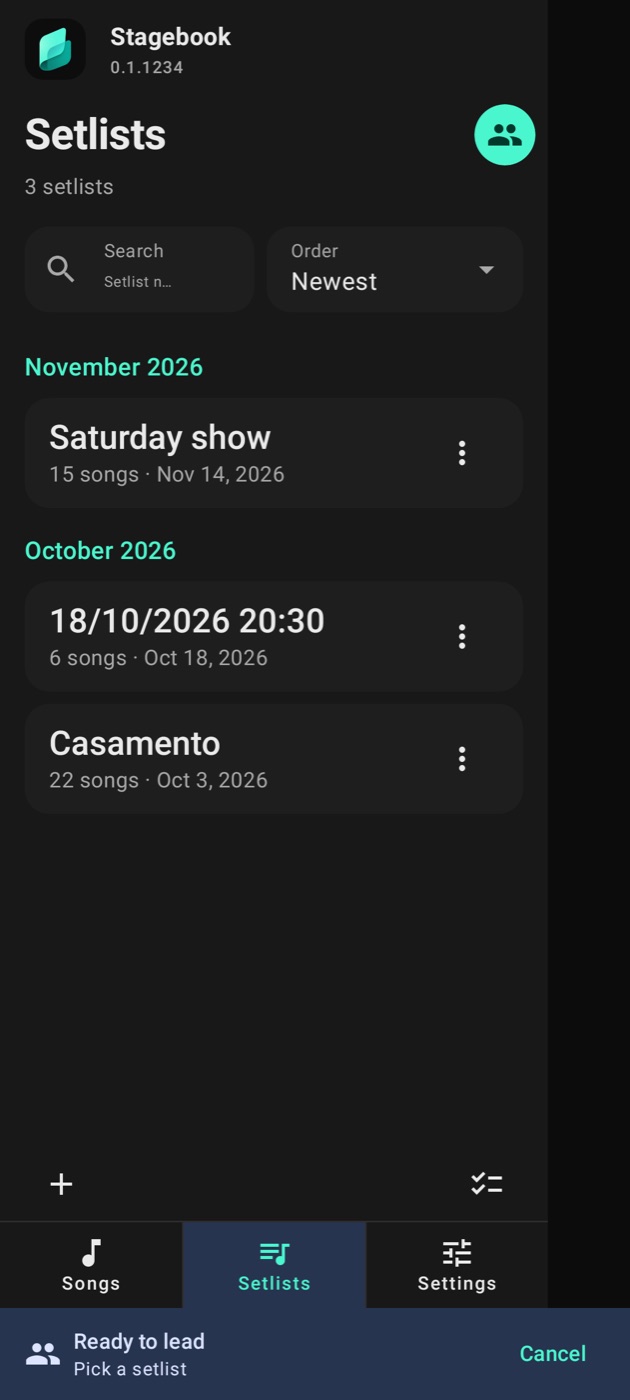 Stagebook
0.1.1234
Setlists
3 setlists
Search
Setlist n…
Order
Newest
November 2026
Saturday show
15 songs · Nov 14, 2026
October 2026
18/10/2026 20:30
6 songs · Oct 18, 2026
Casamento
22 songs · Oct 3, 2026
Songs
Setlists
Settings
Ready to lead
Pick a setlist
Cancel